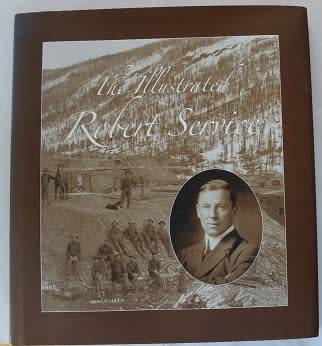 The Illustrated
Robert Service